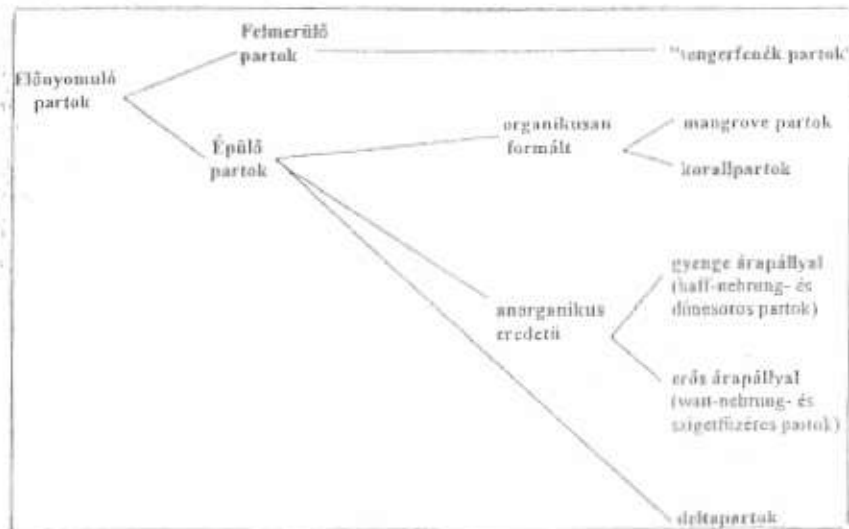 Felmerülő
partok
"tengerfenék partok"
Előnyomuló
partok
Épülő
partok
organikusan
formált
mangrove partok
korallpartok
anorganikus
eredetű
gyenge árapállyal
(haff-nehrung- és
dűnesoros partok)
erős árapállyal
(watt-nehrung- és
szigetfűzéres partok)
deltapartok